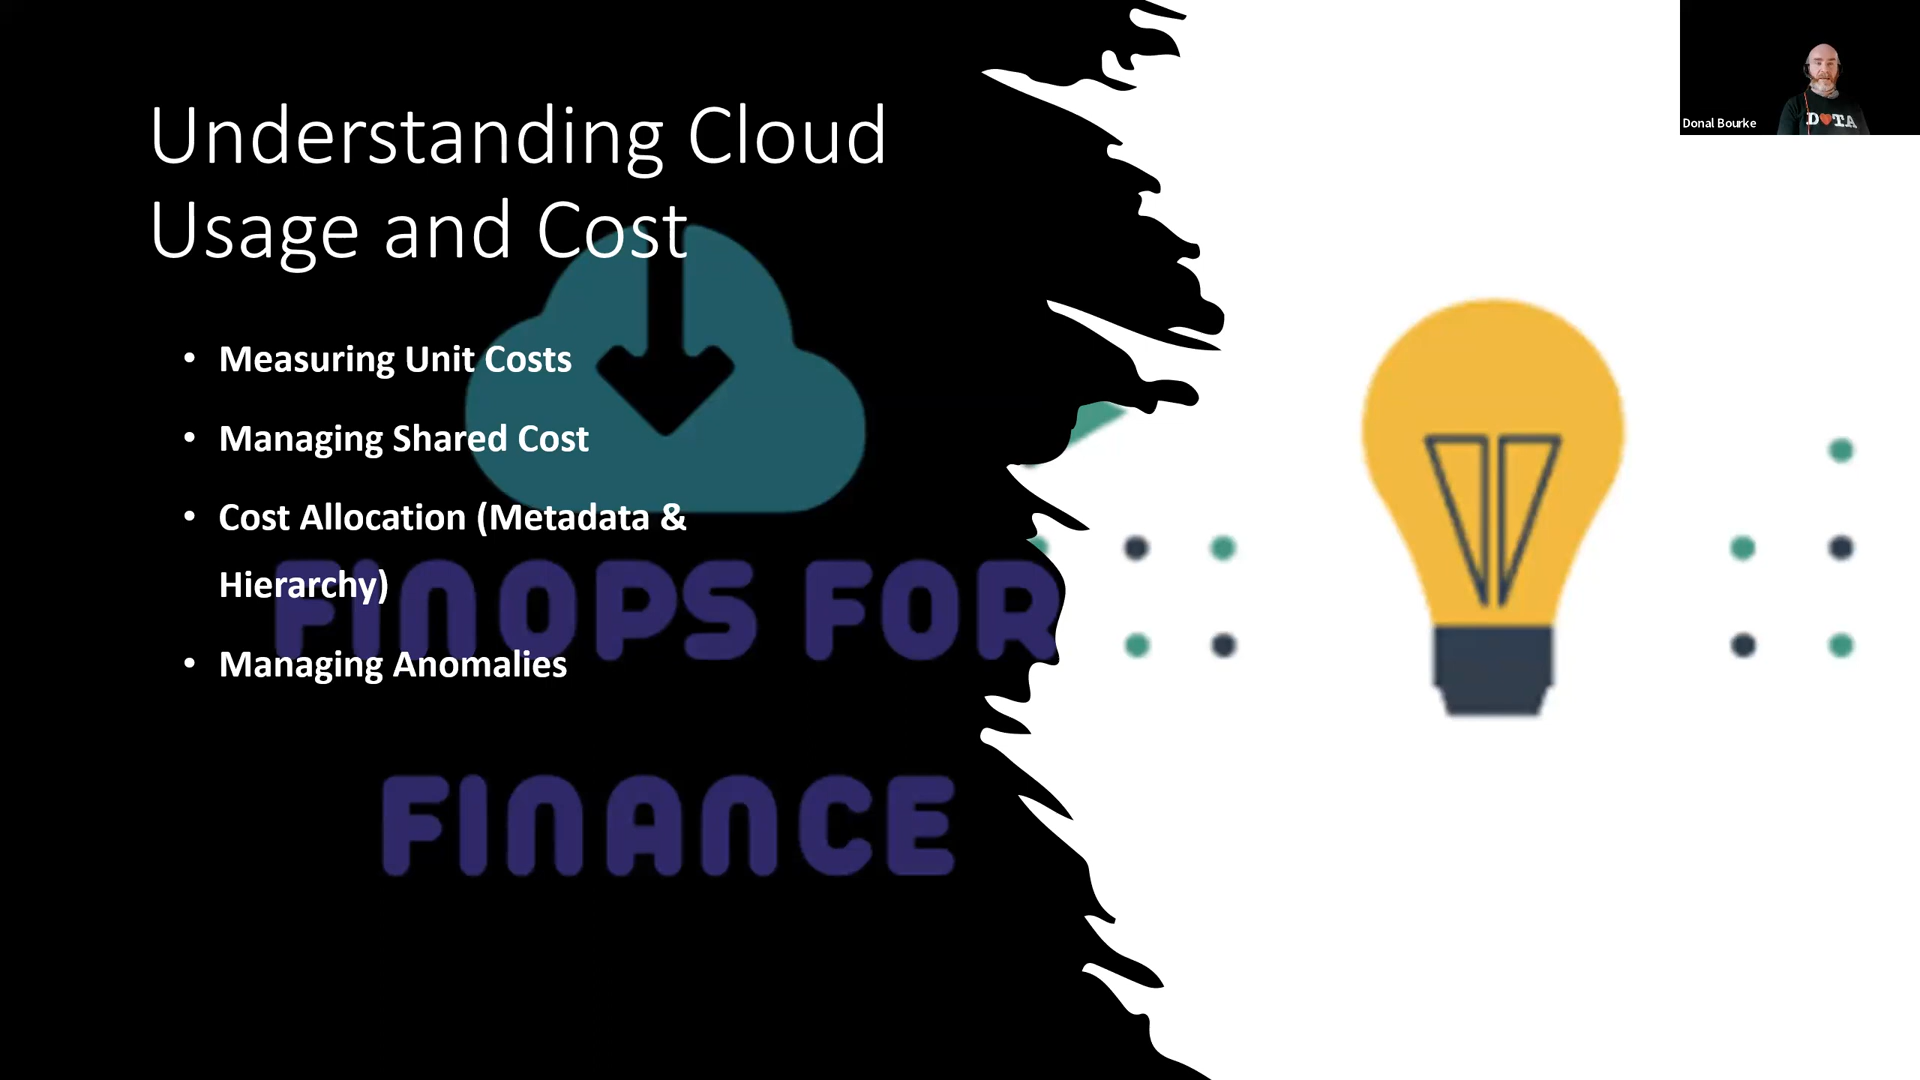 Understanding Cloud
Usage and Cost
• Measuring Unit Costs
• Managing Shared Cost
• Cost Allocation (Metadata &
Hierarchy)
• Managing Anomalies
FINOPS FOR
FINANCE
Donal Bourke
D♥TA